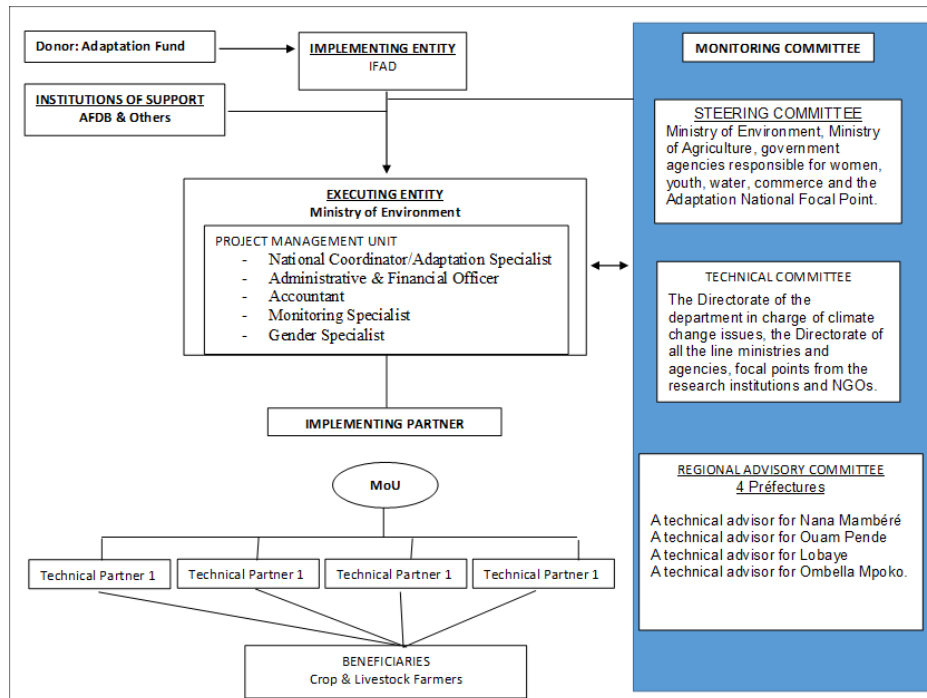 Donor: Adaptation Fund
IMPLEMENTING ENTITY
IFAD
INSTITUTIONS OF SUPPORT
AFDB & Others
EXECUTING ENTITY
Ministry of Environment
PROJECT MANAGEMENT UNIT
- National Coordinator/Adaptation Specialist
- Administrative & Financial Officer
- Accountant
- Monitoring Specialist
- Gender Specialist
IMPLEMENTING PARTNER
MoU
Technical Partner 1
Technical Partner 1
Technical Partner 1
Technical Partner 1
BENEFICIARIES
Crop & Livestock Farmers
MONITORING COMMITTEE
STEERING COMMITTEE
Ministry of Environment, Ministry
of Agriculture, government
agencies responsible for women,
youth, water, commerce and the
Adaptation National Focal Point.
TECHNICAL COMMITTEE
The Directorate of the
department in charge of climate
change issues, the Directorate of
all the line ministries and
agencies, focal points from the
research institutions and NGOs.
REGIONAL ADVISORY COMMITTEE
4 Préfectures
A technical advisor for Nana Mambéré
A technical advisor for Ouam Pende
A technical advisor for Lobaye
A technical advisor for Ombella Mpoko.